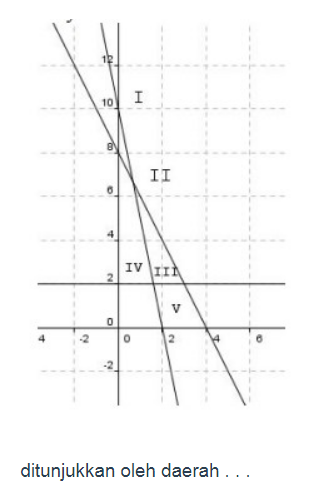 12
10
I
8
II
6
4
IV
III
2
V
0
4
-2
0
2
4
6
-2
ditunjukkan oleh daerah . . .